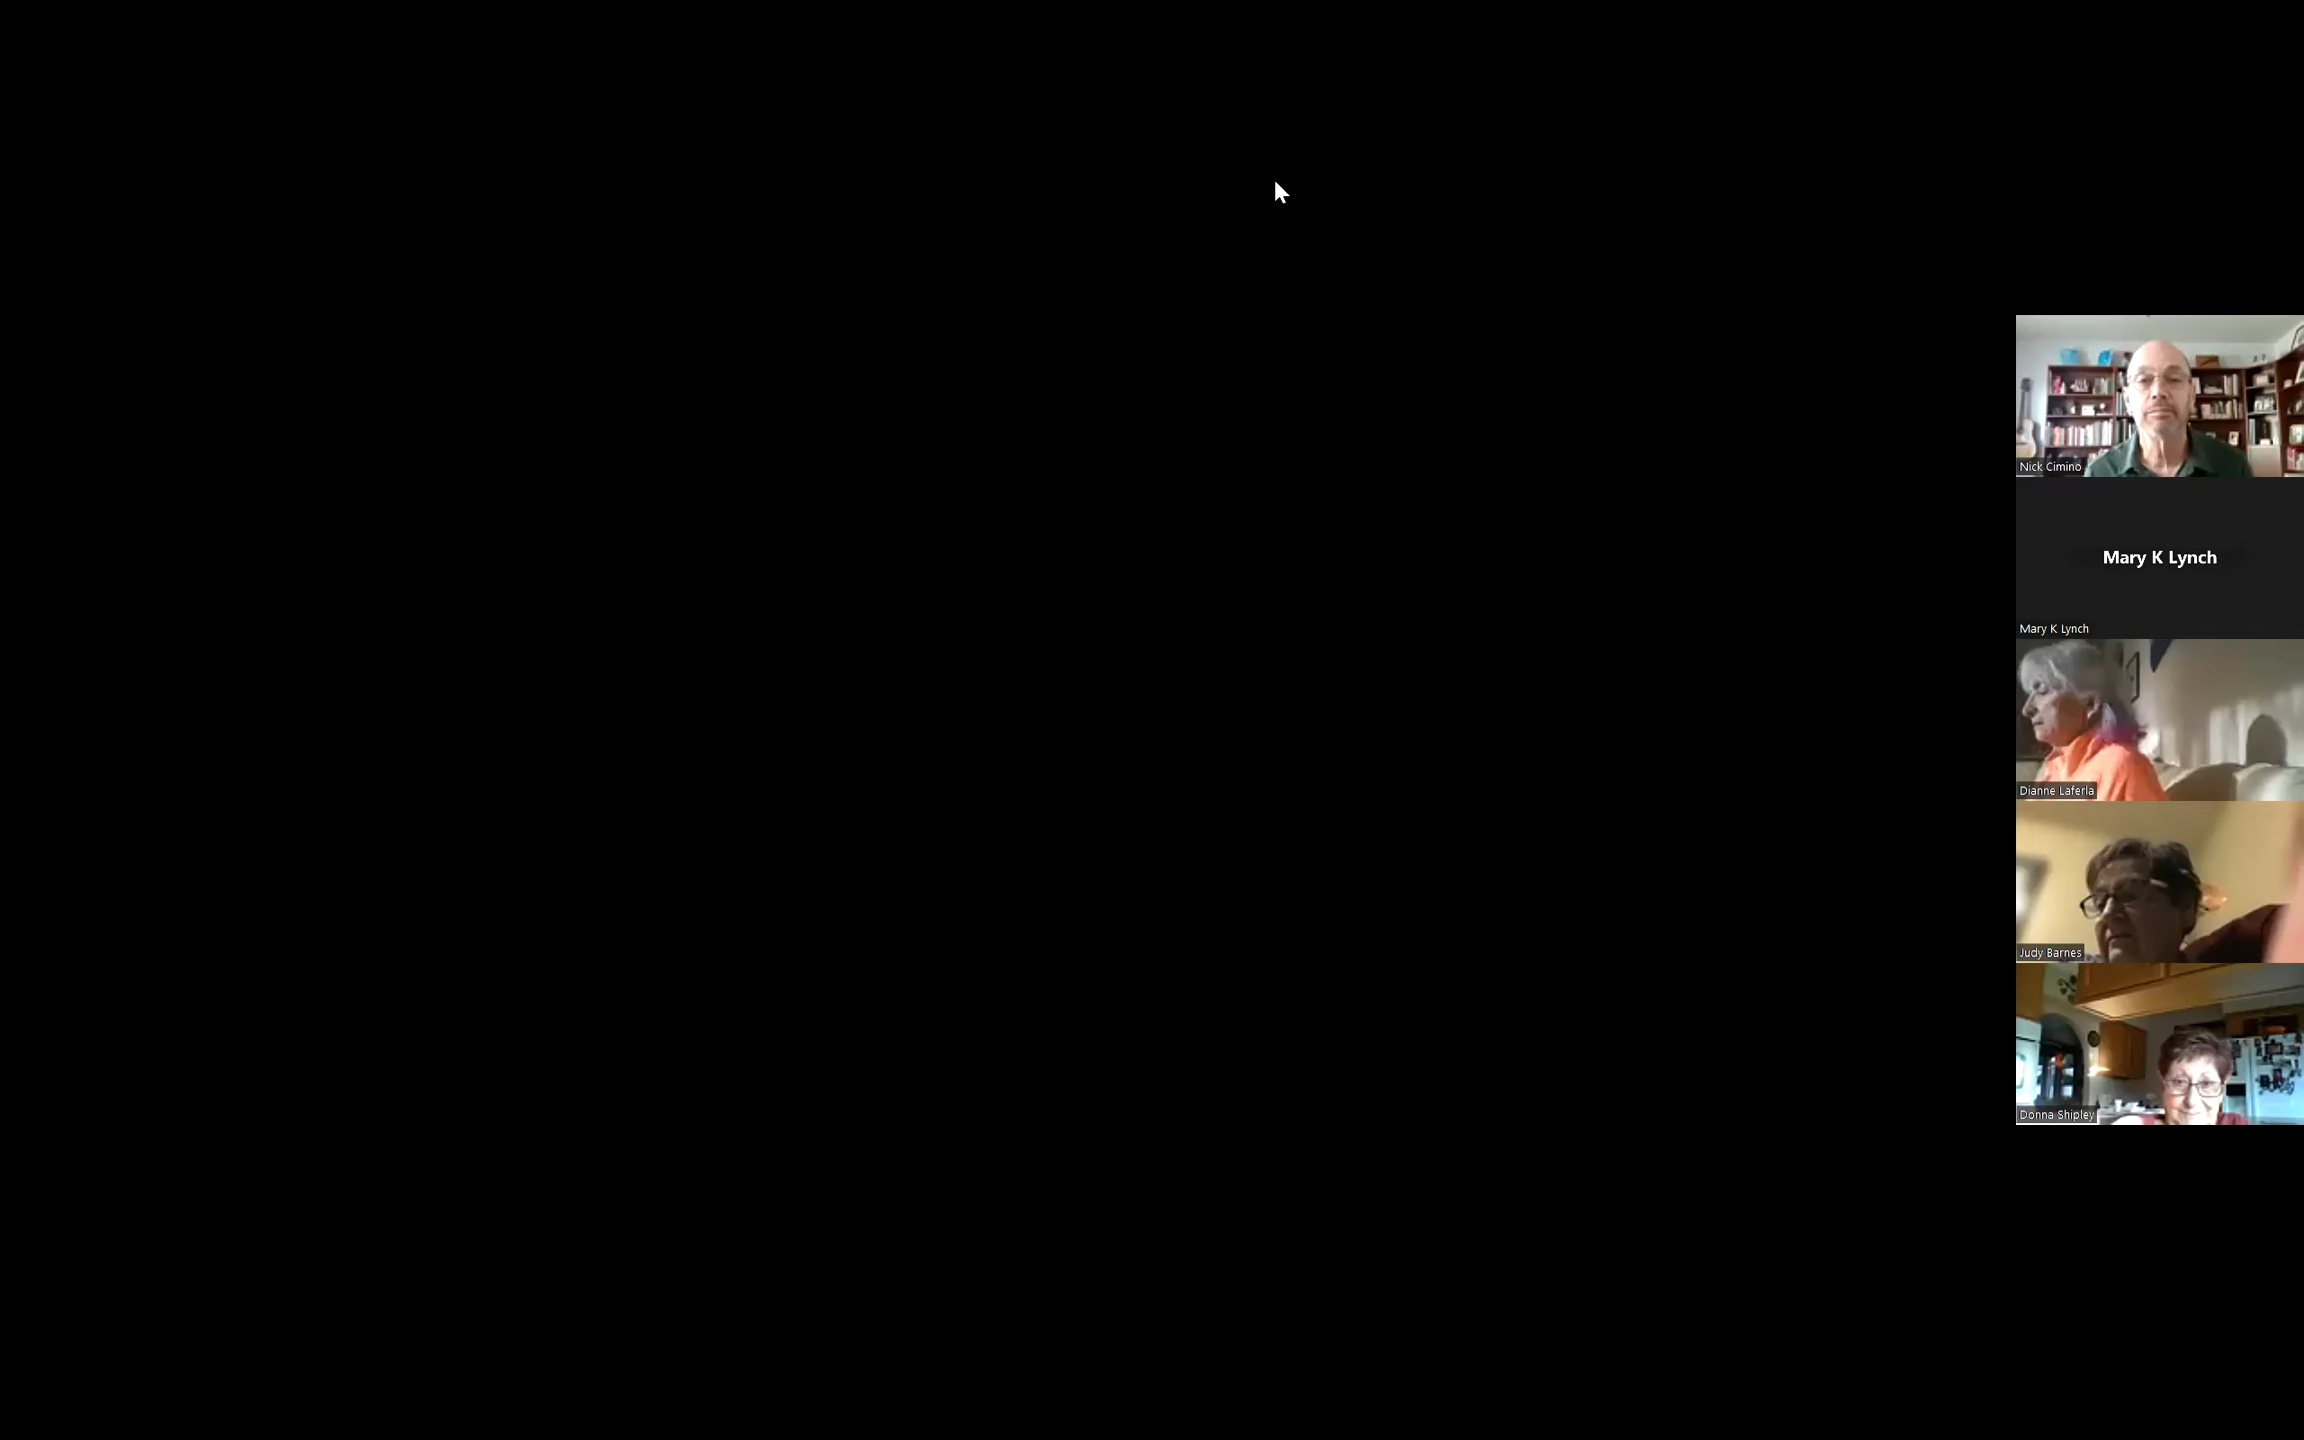 Nick Cimino
Mary K Lynch
Mary K Lynch
Dianne Laferla
Judy Barnes
Donna Shipley